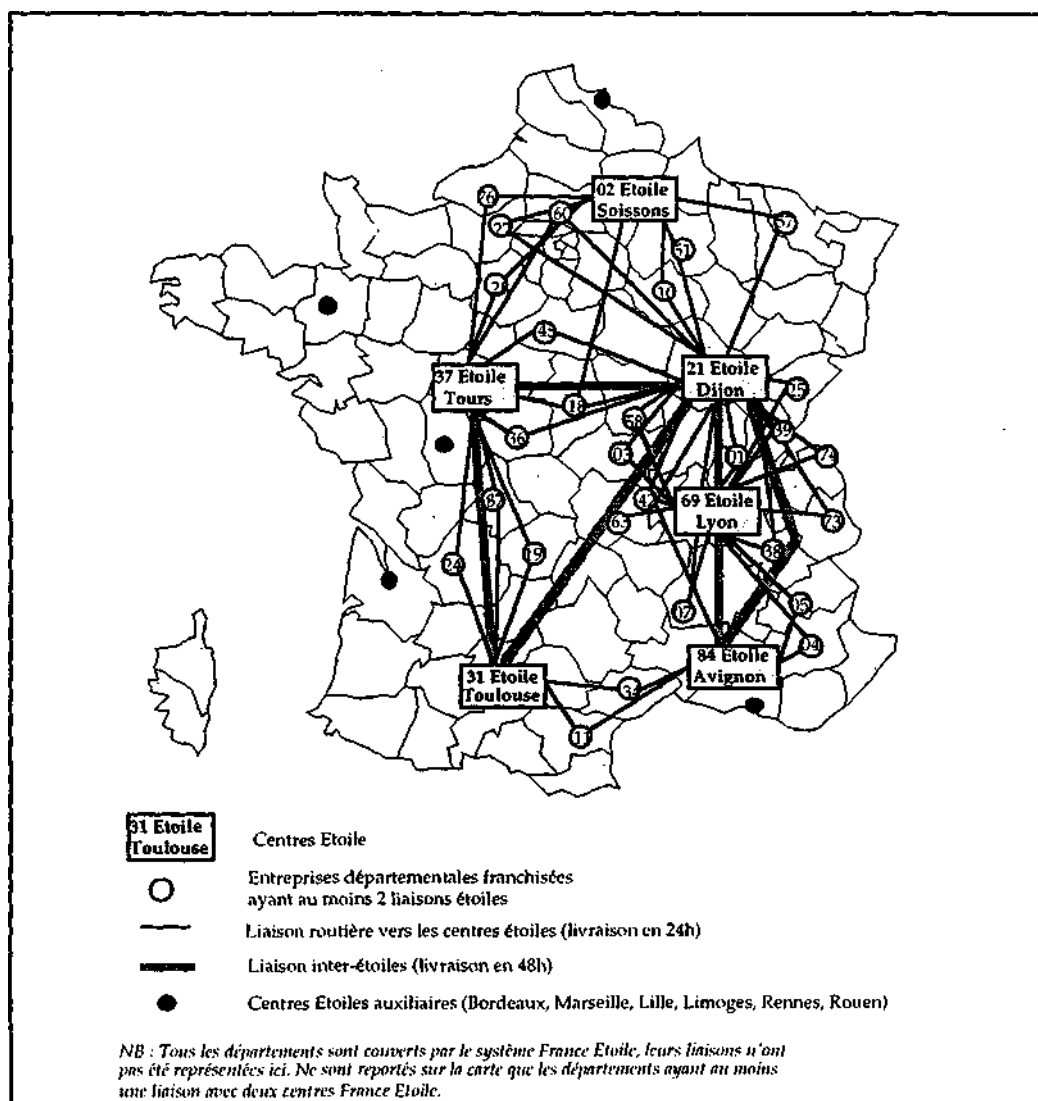 02 Etoile
Soissons
76
60
27
57
51
10
45
37 Etoile
Tours
21 Etoile
Dijon
18
25
58
36
39
03
01
74
69 Etoile
Lyon
87
42
63
73
24
19
38
05
07
04
31 Etoile
Toulouse
84 Etoile
Avignon
34
11
31 Etoile
Toulouse
Centres Etoile
Entreprises départementales franchisées
ayant au moins 2 liaisons étoiles
Liaison routière vers les centres étoiles (livraison en 24h)
Liaison inter-étoiles (livraison en 48h)
Centres Étoiles auxiliaires (Bordeaux, Marseille, Lille, Limoges, Rennes, Rouen)
NB : Tous les départements sont couverts par le système France Etoile, leurs liaisons n'ont
pas été représentées ici. Ne sont reportés sur la carte que les départements ayant au moins
une liaison avec deux centres France Etoile.